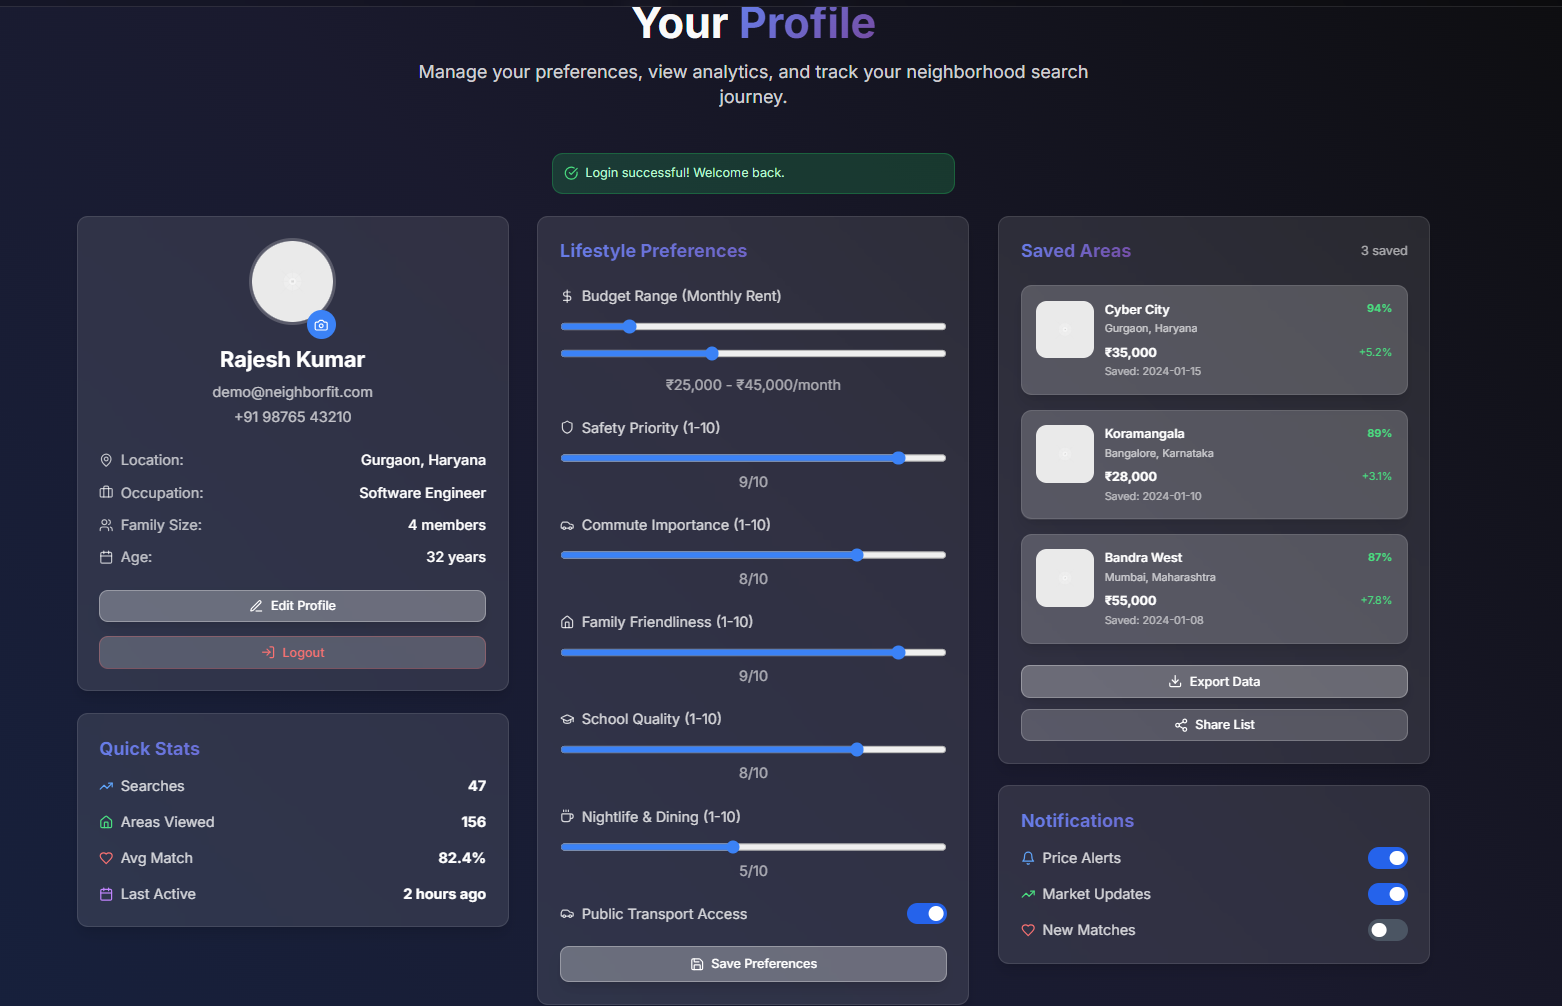 Your Profile
Manage your preferences, view analytics, and track your neighborhood search
journey.
Login successful! Welcome back.
Rajesh Kumar
demo@neighborfit.com
+91 98765 43210
Location: Gurgaon, Haryana
Occupation: Software Engineer
Family Size: 4 members
Age: 32 years
Edit Profile
Logout
Quick Stats
Searches 47
Areas Viewed 156
Avg Match 82.4%
Last Active 2 hours ago
Lifestyle Preferences
Budget Range (Monthly Rent)
₹25,000 - ₹45,000/month
Safety Priority (1-10)
9/10
Commute Importance (1-10)
8/10
Family Friendliness (1-10)
9/10
School Quality (1-10)
8/10
Nightlife & Dining (1-10)
5/10
Public Transport Access
Save Preferences
Saved Areas 3 saved
Cyber City 94%
Gurgaon, Haryana
₹35,000 +5.2%
Saved: 2024-01-15
Koramangala 89%
Bangalore, Karnataka
₹28,000 +3.1%
Saved: 2024-01-10
Bandra West 87%
Mumbai, Maharashtra
₹55,000 +7.8%
Saved: 2024-01-08
Export Data
Share List
Notifications
Price Alerts
Market Updates
New Matches